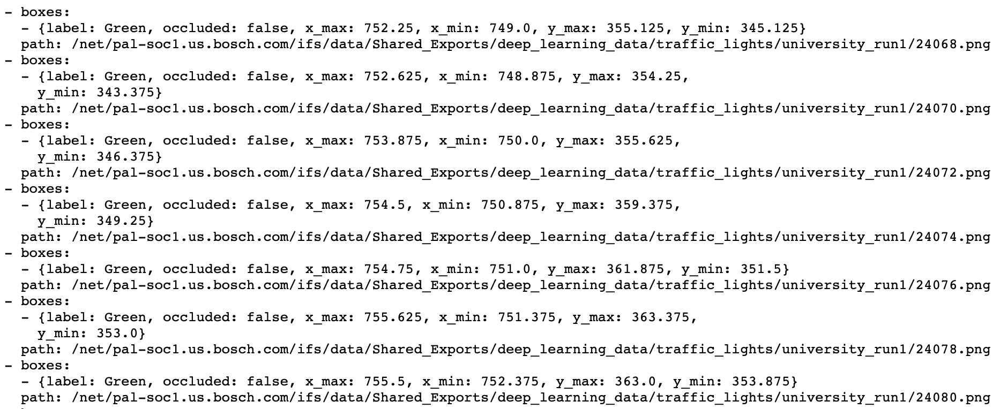 - boxes:
  - {label: Green, occluded: false, x_max: 752.25, x_min: 749.0, y_max: 355.125, y_min: 345.125}
  path: /net/pal-soc1.us.bosch.com/ifs/data/Shared_Exports/deep_learning_data/traffic_lights/university_run1/24068.png
- boxes:
  - {label: Green, occluded: false, x_max: 752.625, x_min: 748.875, y_max: 354.25,
    y_min: 343.375}
  path: /net/pal-soc1.us.bosch.com/ifs/data/Shared_Exports/deep_learning_data/traffic_lights/university_run1/24070.png
- boxes:
  - {label: Green, occluded: false, x_max: 753.875, x_min: 750.0, y_max: 355.625,
    y_min: 346.375}
  path: /net/pal-soc1.us.bosch.com/ifs/data/Shared_Exports/deep_learning_data/traffic_lights/university_run1/24072.png
- boxes:
  - {label: Green, occluded: false, x_max: 754.5, x_min: 750.875, y_max: 359.375,
    y_min: 349.25}
  path: /net/pal-soc1.us.bosch.com/ifs/data/Shared_Exports/deep_learning_data/traffic_lights/university_run1/24074.png
- boxes:
  - {label: Green, occluded: false, x_max: 754.75, x_min: 751.0, y_max: 361.875, y_min: 351.5}
  path: /net/pal-soc1.us.bosch.com/ifs/data/Shared_Exports/deep_learning_data/traffic_lights/university_run1/24076.png
- boxes:
  - {label: Green, occluded: false, x_max: 755.625, x_min: 751.375, y_max: 363.375,
    y_min: 353.0}
  path: /net/pal-soc1.us.bosch.com/ifs/data/Shared_Exports/deep_learning_data/traffic_lights/university_run1/24078.png
- boxes:
  - {label: Green, occluded: false, x_max: 755.5, x_min: 752.375, y_max: 363.0, y_min: 353.875}
  path: /net/pal-soc1.us.bosch.com/ifs/data/Shared_Exports/deep_learning_data/traffic_lights/university_run1/24080.png